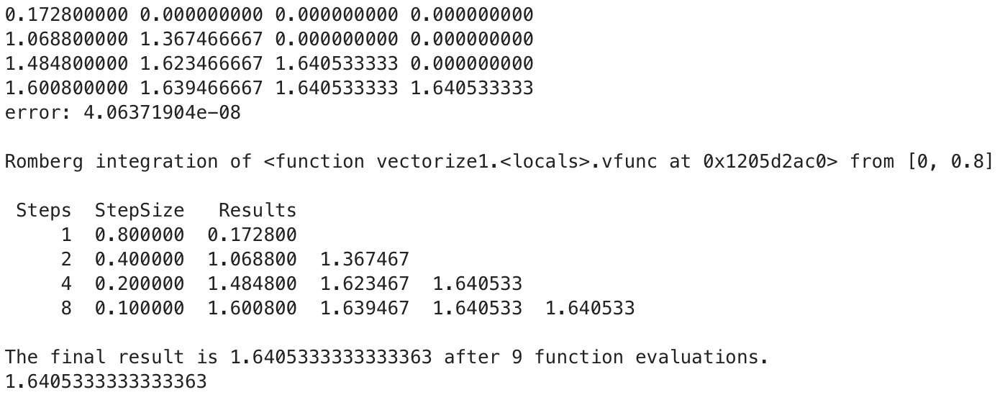 0.172800000 0.000000000 0.000000000 0.000000000
1.068800000 1.367466667 0.000000000 0.000000000
1.484800000 1.623466667 1.640533333 0.000000000
1.600800000 1.639466667 1.640533333 1.640533333
error: 4.06371904e-08
Romberg integration of <function vectorize1.<locals>.vfunc at 0x1205d2ac0> from [0, 0.8]
Steps StepSize Results
1 0.800000 0.172800
2 0.400000 1.068800 1.367467
4 0.200000 1.484800 1.623467 1.640533
8 0.100000 1.600800 1.639467 1.640533 1.640533
The final result is 1.6405333333333363 after 9 function evaluations.
1.6405333333333363